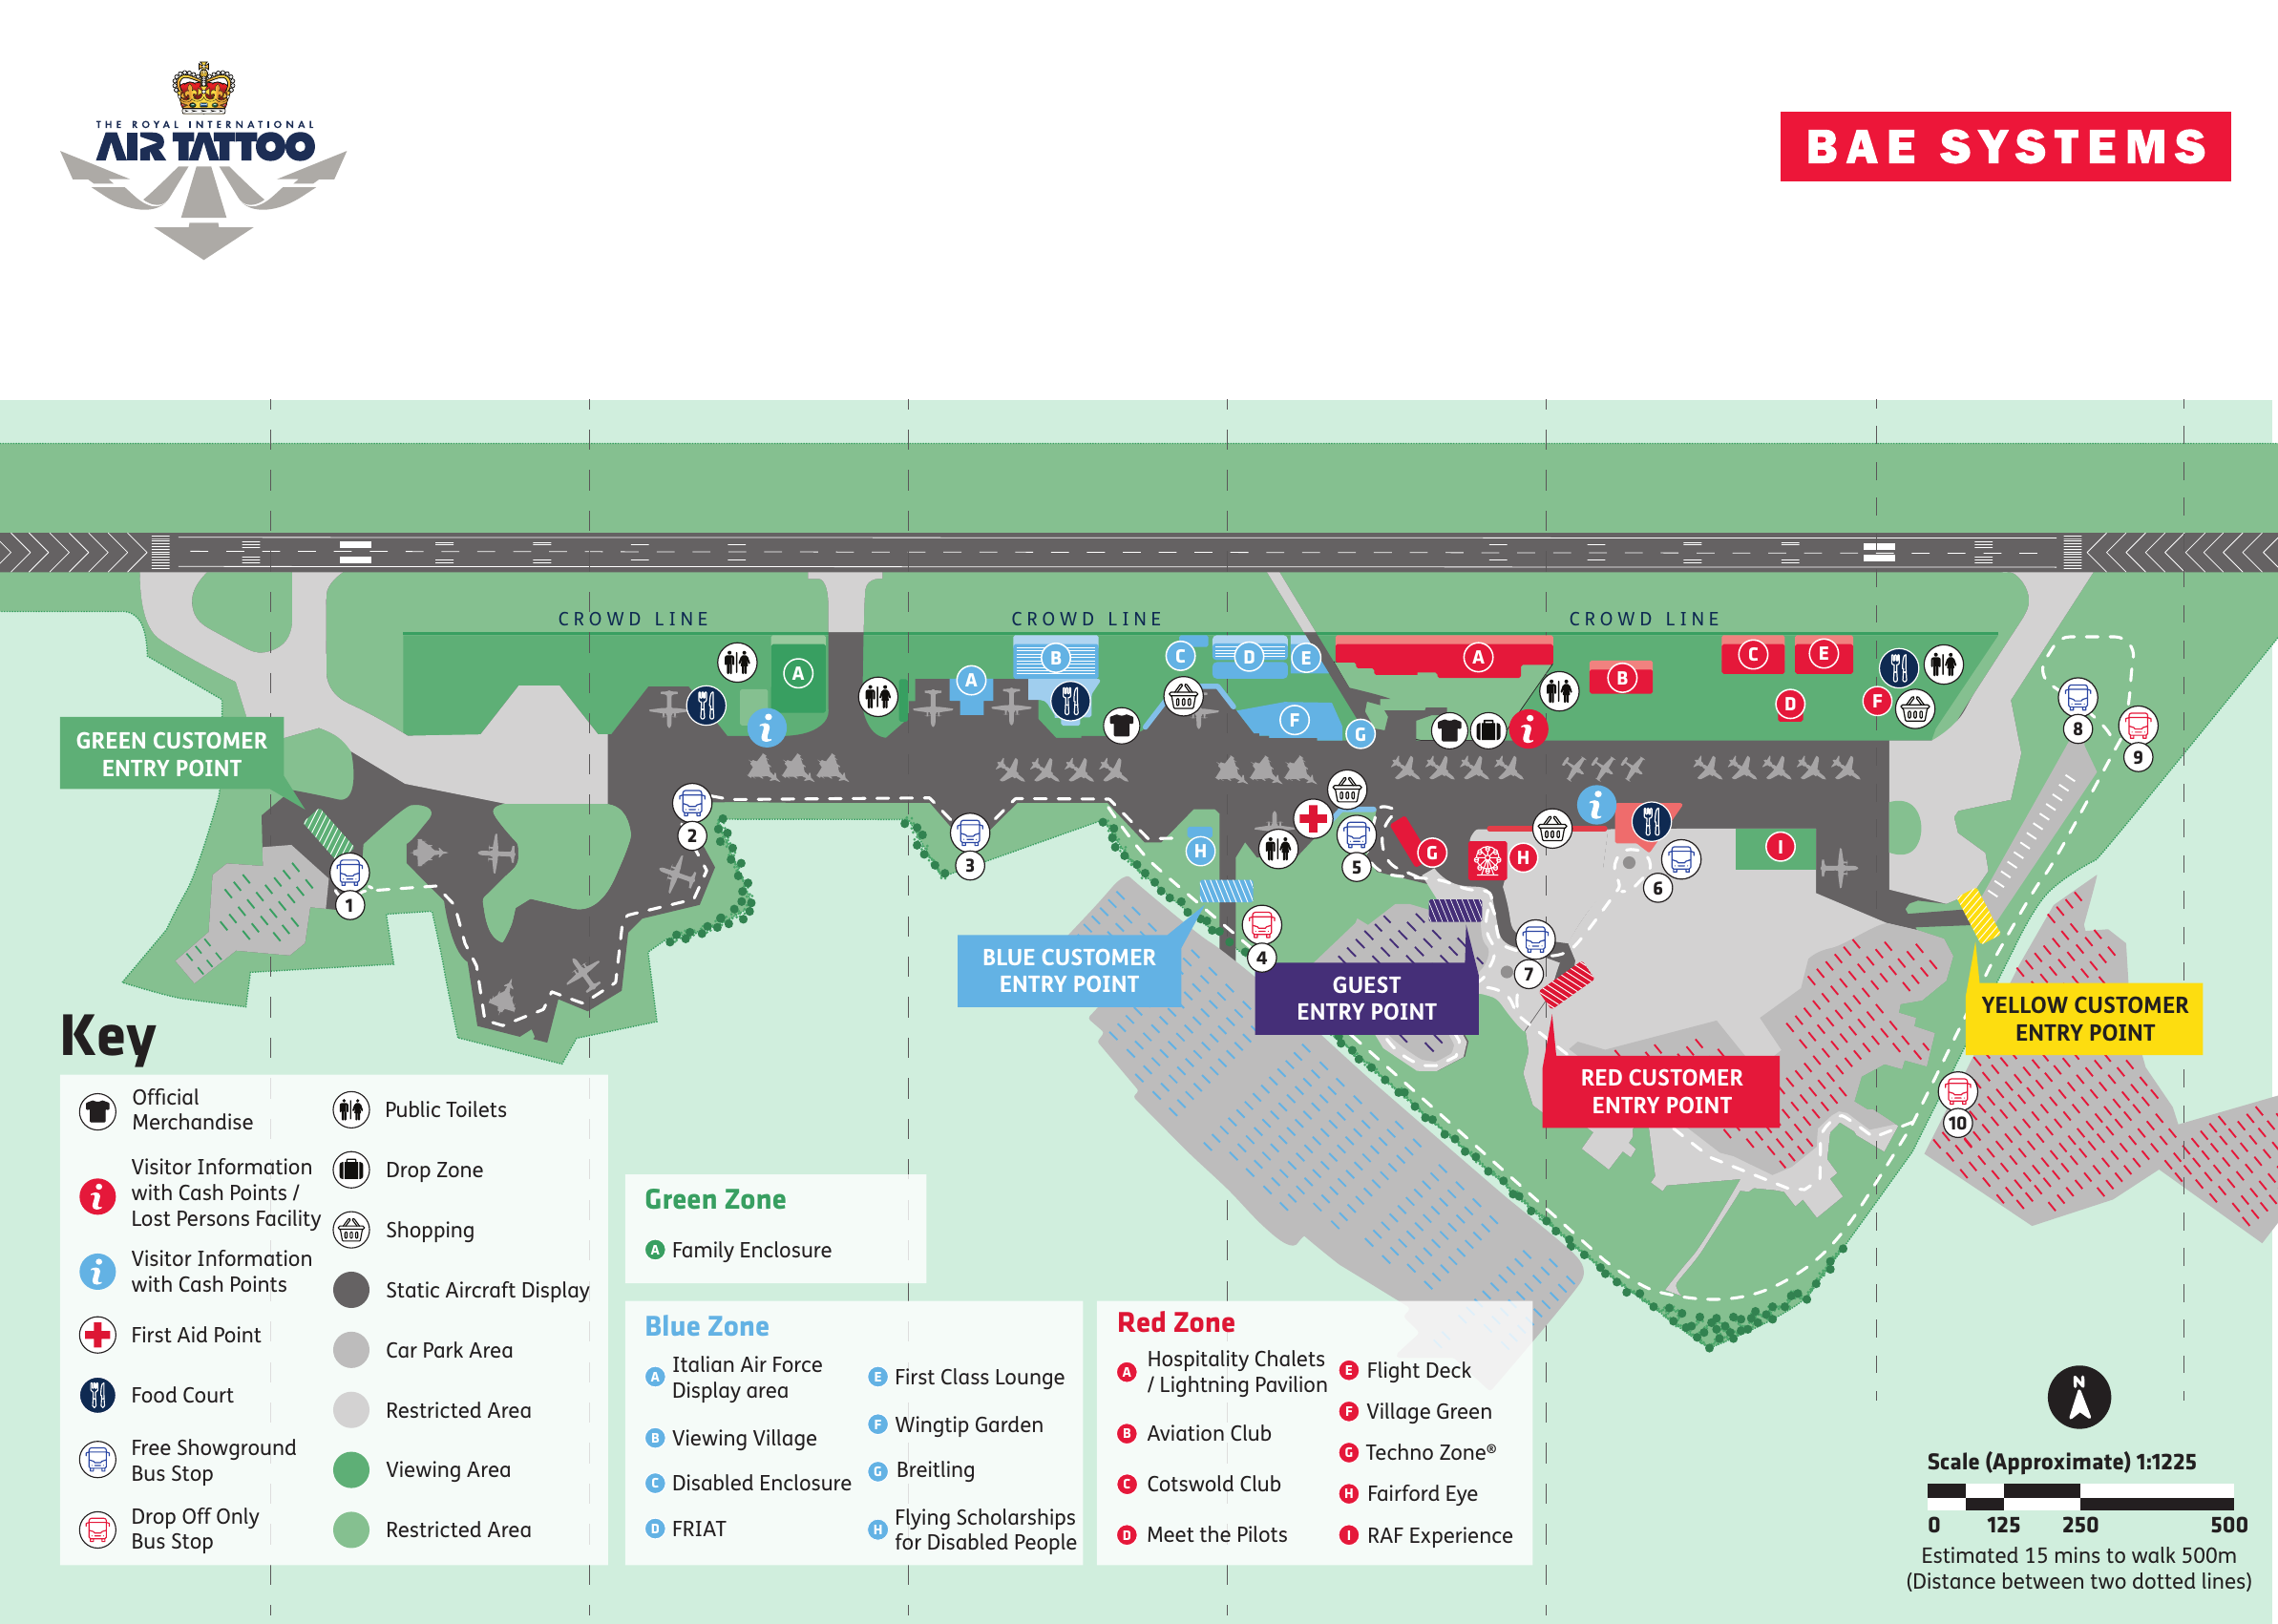 THE ROYAL INTERNATIONAL
AIR TATTOO
BAE SYSTEMS
CROWD LINE
CROWD LINE
CROWD LINE
A
A
B
C
D
E
A
B
C
E
D
F
F
G
GREEN CUSTOMER
ENTRY POINT
i
i
i
8
9
2
3
5
H
G
H
6
I
1
4
7
BLUE CUSTOMER
ENTRY POINT
GUEST
ENTRY POINT
RED CUSTOMER
ENTRY POINT
YELLOW CUSTOMER
ENTRY POINT
10
Key
Official
Merchandise
i
Visitor Information
with Cash Points /
Lost Persons Facility
i
Visitor Information
with Cash Points
First Aid Point
Food Court
Free Showground
Bus Stop
Drop Off Only
Bus Stop
Public Toilets
Drop Zone
Shopping
Static Aircraft Display
Car Park Area
Restricted Area
Viewing Area
Restricted Area
Green Zone
A Family Enclosure
Blue Zone
A Italian Air Force
Display area
B Viewing Village
C Disabled Enclosure
D FRIAT
E First Class Lounge
F Wingtip Garden
G Breitling
H Flying Scholarships
for Disabled People
Red Zone
A Hospitality Chalets
/ Lightning Pavilion
B Aviation Club
C Cotswold Club
D Meet the Pilots
E Flight Deck
F Village Green
G Techno Zone®
H Fairford Eye
I RAF Experience
N
Scale (Approximate) 1:1225
0 125 250 500
Estimated 15 mins to walk 500m
(Distance between two dotted lines)